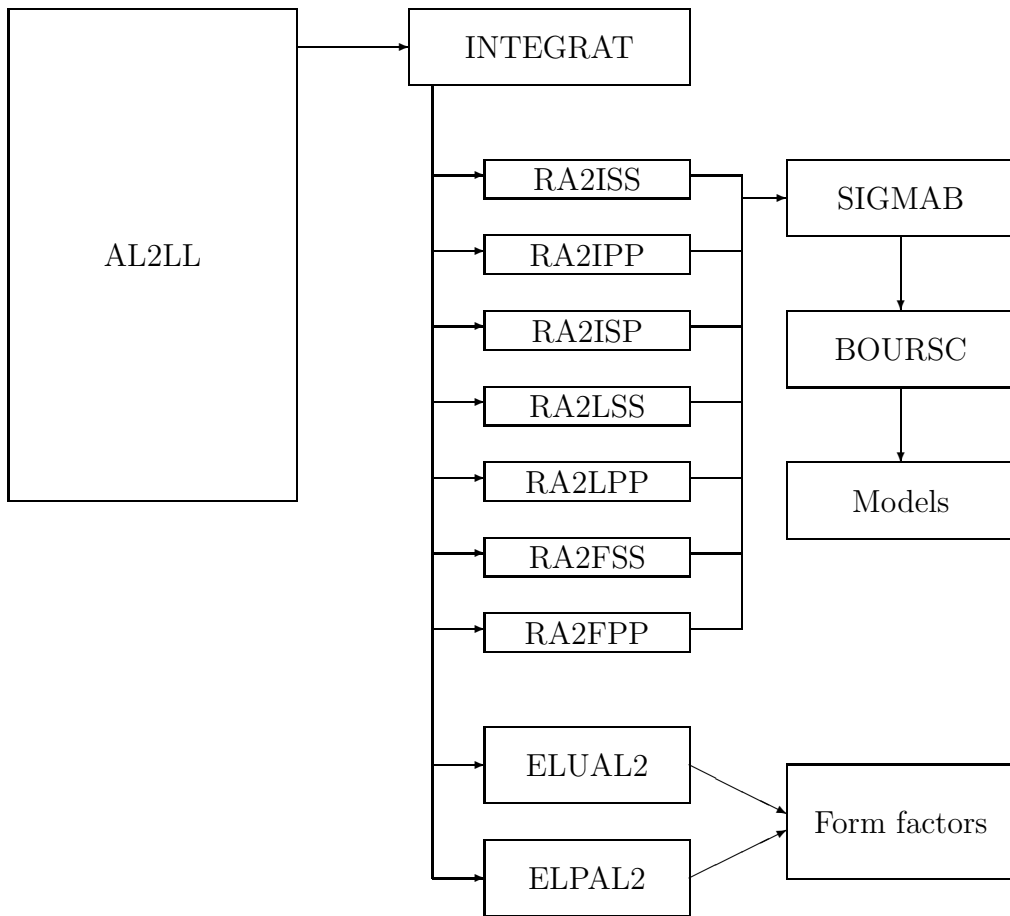 AL2LL
INTEGRAT
RA2ISS
RA2IPP
RA2ISP
RA2LSS
RA2LPP
RA2FSS
RA2FPP
ELUAL2
ELPAL2
SIGMAB
BOURSC
Models
Form factors